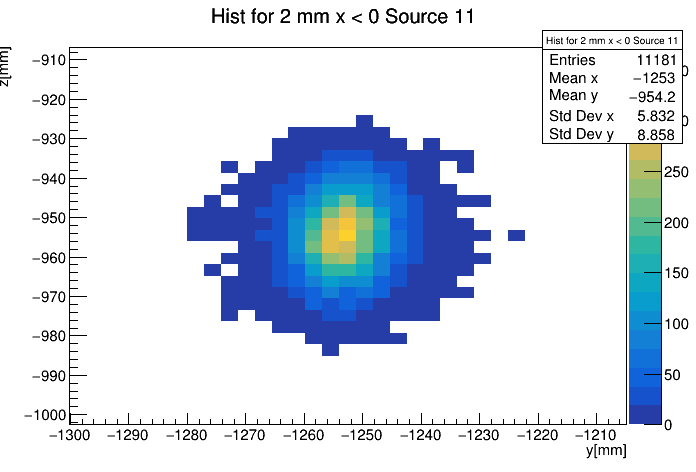 Hist for 2 mm x < 0 Source 11
Hist for 2 mm x < 0 Source 11
Entries 11181
Mean x −1253
Mean y −954.2
Std Dev x 5.832
Std Dev y 8.858
z[mm]
−910
−920
−930
−940
−950
−960
−970
−980
−990
−1000
−1300 −1290 −1280 −1270 −1260 −1250 −1240 −1230 −1220 −1210
y[mm]
250
200
150
100
50
0